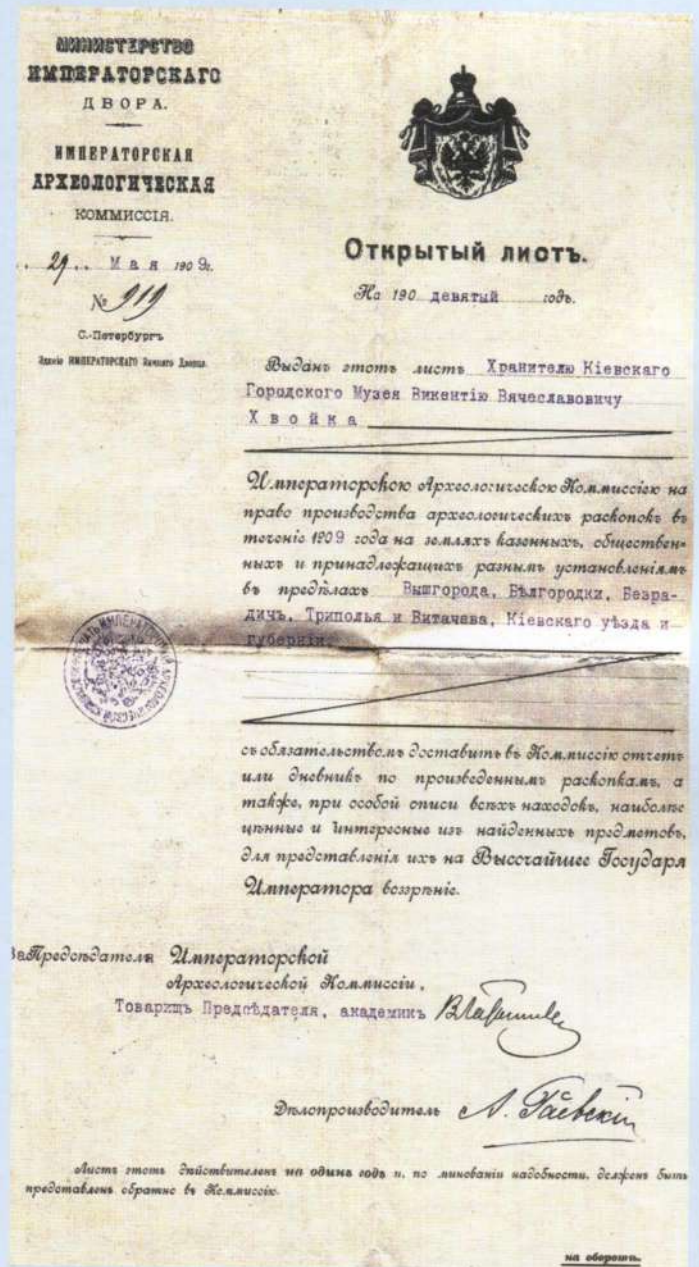 МИНИСТЕРСТВО
ИМПЕРАТОРСКАГО
ДВОРА.
ИМПЕРАТОРСКАЯ
АРХЕОЛОГИЧЕСКАЯ
КОММИССІЯ.
29 Мая 1909 г.
№ 919
С.-Петербургъ
Зданіе ИМПЕРАТОРСКАГО Зимняго Дворца.
Открытый листъ.
На 190 девятый годъ.
Выданъ этотъ листъ Хранителю Кіевскаго
Городского Музея Викентію Вячеславовичу
Хвойка
Императорскою Археологическою Коммиссіею на
право производства археологическихъ раскопокъ въ
теченіе 1909 года на земляхъ казенныхъ, обществен-
ныхъ и принадлежащихъ разнымъ установленіямъ
въ предѣлахъ Вышгорода, Бѣлгородки, Безра-
дичъ, Триполья и Витачева, Кіевскаго уѣзда и
губерніи,
съ обязательствомъ доставить въ Коммиссію отчетъ
или дневникъ по произведеннымъ раскопкамъ, а
также, при особой описи всѣхъ находокъ, наиболѣе
цѣнные и интересные изъ найденныхъ предметовъ,
для представленія ихъ на Высочайшее Государя
Императора воззрѣніе.
За Предсѣдателя Императорской
Археологической Коммиссіи,
Товарищъ Предсѣдателя, академикъ
Дѣлопроизводитель
Листъ этотъ дѣйствителенъ на одинъ годъ и, по минованіи надобности, долженъ быть
представленъ обратно въ Коммиссію.
на оборотъ.